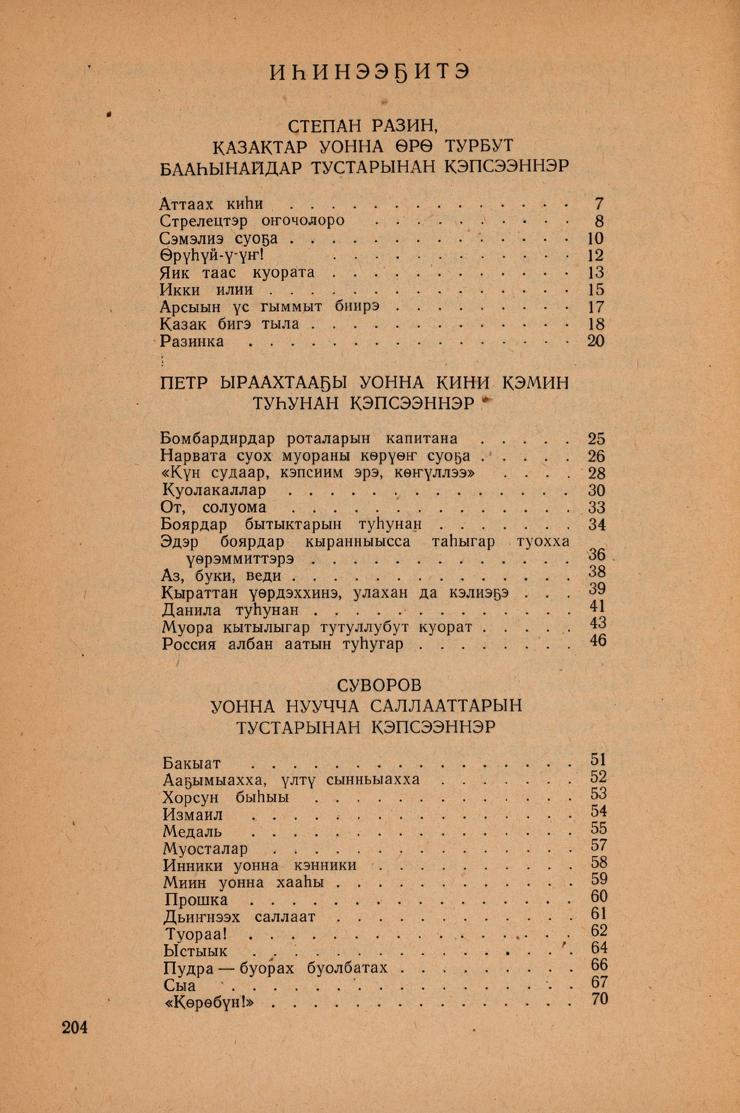 ИҺИНЭЭҔИТЭ
СТЕПАН РАЗИН,
КАЗАКТАР УОННА ӨРӨ ТУРБУТ
БААҺЫНАЙДАР ТУСТАРЫНАН КЭПСЭЭННЭР
Аттаах киһи . . . . . . . . . . . . . . 7
Стрелецтэр оҥочолоро . . . . . . . . . . 8
Сэмэлиэ суоҕа . . . . . . . . . . . . . . 10
Өрүһүй-ү-үҥ! . . . . . . . . . . . . 12
Яик таас куората . . . . . . . . . . . . 13
Икки илии . . . . . . . . . . . . . . . 15
Арсыын үс гыммыт биирэ . . . . . . . . . 17
Казак бигэ тыла . . . . . . . . . . . . . 18
Разинка . . . . . . . . . . . . . . . . 20
ПЕТР ЫРААХТААҔЫ УОННА КИНИ КЭМИН
ТУҺУНАН КЭПСЭЭННЭР
Бомбардирдар роталарын капитана . . . . . 25
Нарвата суох муораны көрүөҥ суоҕа . . . . . 26
«Күн судаар, кэпсиим эрэ, көҥүллээ» . . . . 28
Куолакаллар . . . . . . . . . . . . . . 30
От, солуома . . . . . . . . . . . . . . 33
Боярдар бытыктарын туһунан . . . . . . . 34
Эдэр боярдар кыранныысса таһыгар туохха
үөрэммиттэрэ . . . . . . . . . . . . . 36
Аз, буки, веди . . . . . . . . . . . . . . 38
Кыраттан үөрдэххинэ, улахан да кэлиэҕэ . . . 39
Данила туһунан . . . . . . . . . . . . . 41
Муора кытылыгар тутуллубут куорат . . . . . 43
Россия албан аатын туһугар . . . . . . . . 46
СУВОРОВ
УОННА НУУЧЧА САЛЛААТТАРЫН
ТУСТАРЫНАН КЭПСЭЭННЭР
Бакыат . . . . . . . . . . . . . . . . 51
Ааҕымыахха, үлтү сынньыахха . . . . . . . 52
Хорсун быһыы . . . . . . . . . . . . . 53
Измаил . . . . . . . . . . . . . . . . 54
Медаль . . . . . . . . . . . . . . . . 55
Муосталар . . . . . . . . . . . . . . . 57
Инники уонна кэнники . . . . . . . . . . 58
Миин уонна хааһы . . . . . . . . . . . . 59
Прошка . . . . . . . . . . . . . . . . 60
Дьиҥнээх саллаат . . . . . . . . . . . . 61
Туораа! . . . . . . . . . . . . . . . . 62
Ыстыык . . . . . . . . . . . . . . . . 64
Пудра — буорах буолбатах . . . . . . . . . 66
Сыа . . . . . . . . . . . . . . . . . 67
«Көрөбүн!» . . . . . . . . . . . . . . . 70
204